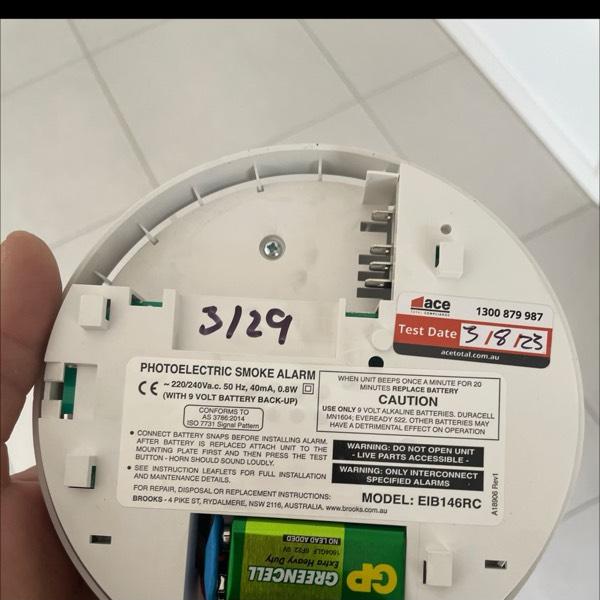 3/29
ace
TOTAL COMPLIANCE
1300 879 987
Test Date 3/8/23
acetotal.com.au
PHOTOELECTRIC SMOKE ALARM
CE ~ 220/240Va.c. 50 Hz, 40mA, 0.8W
(WITH 9 VOLT BATTERY BACK-UP)
CONFORMS TO
AS 3786:2014
ISO 7731 Signal Pattern
• CONNECT BATTERY SNAPS BEFORE INSTALLING ALARM.
AFTER BATTERY IS REPLACED ATTACH UNIT TO THE
MOUNTING PLATE FIRST AND THEN PRESS THE TEST
BUTTON - HORN SHOULD SOUND LOUDLY.
• SEE INSTRUCTION LEAFLETS FOR FULL INSTALLATION
AND MAINTENANCE DETAILS.
FOR REPAIR, DISPOSAL OR REPLACEMENT INSTRUCTIONS:
BROOKS - 4 PIKE ST, RYDALMERE, NSW 2116, AUSTRALIA. www.brooks.com.au
WHEN UNIT BEEPS ONCE A MINUTE FOR 20
MINUTES REPLACE BATTERY
CAUTION
USE ONLY 9 VOLT ALKALINE BATTERIES. DURACELL
MN1604; EVEREADY 522. OTHER BATTERIES MAY
HAVE A DETRIMENTAL EFFECT ON OPERATION
WARNING: DO NOT OPEN UNIT
- LIVE PARTS ACCESSIBLE -
WARNING: ONLY INTERCONNECT
SPECIFIED ALARMS
MODEL: EIB146RC
A18906 Rev1
GP
GREENCELL
Extra Heavy Duty
1604GLF 6F22 9V
NO LEAD ADDED